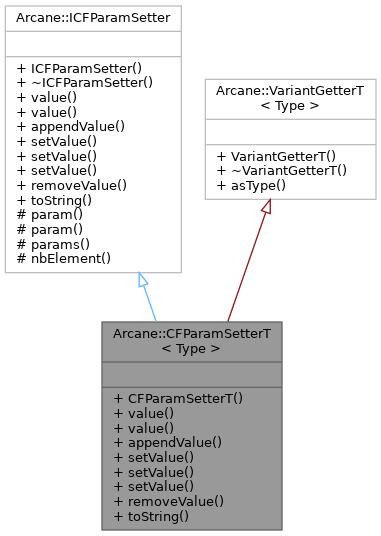 Arcane::ICFParamSetter
+ ICFParamSetter()
+ ~ICFParamSetter()
+ value()
+ value()
+ appendValue()
+ setValue()
+ setValue()
+ setValue()
+ removeValue()
+ toString()
# param()
# param()
# params()
# nbElement()
Arcane::VariantGetterT
< Type >
+ VariantGetterT()
+ ~VariantGetterT()
+ asType()
Arcane::CFParamSetterT
< Type >
+ CFParamSetterT()
+ value()
+ value()
+ appendValue()
+ setValue()
+ setValue()
+ setValue()
+ removeValue()
+ toString()